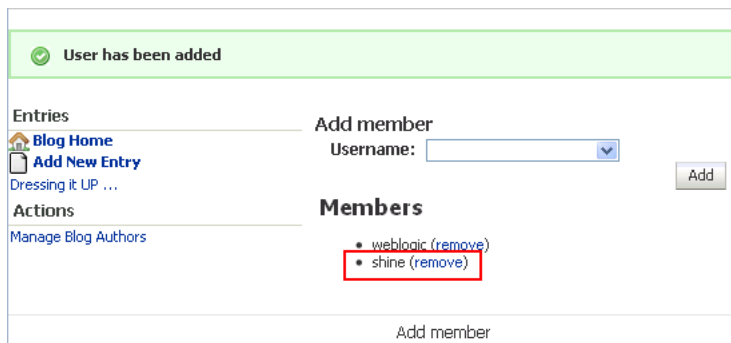 User has been added
Entries
Blog Home
Add New Entry
Dressing it UP ...
Actions
Manage Blog Authors
Add member
Username:
Add
Members
weblogic (remove)
shine (remove)
Add member